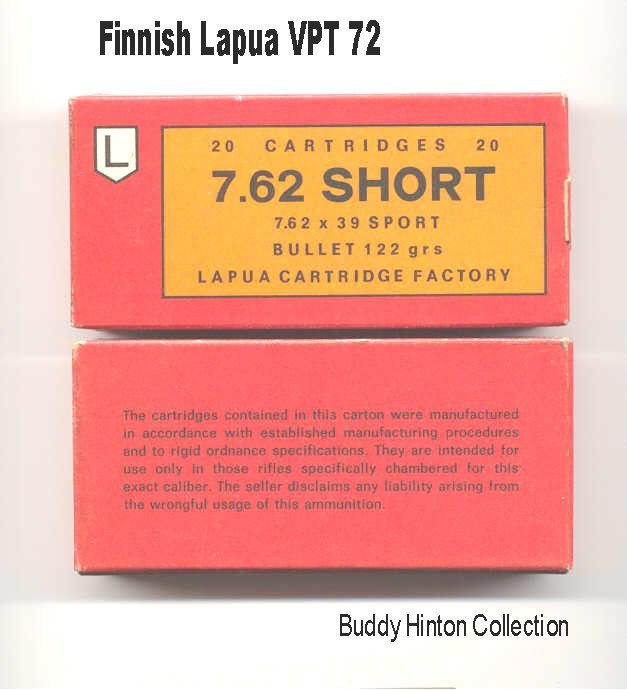 Finnish Lapua VPT 72
L
20 CARTRIDGES 20
7.62 SHORT
7.62 x 39 SPORT
BULLET 122 grs
LAPUA CARTRIDGE FACTORY
The cartridges contained in this carton were manufactured
in accordance with established manufacturing procedures
and to rigid ordnance specifications. They are intended for
use only in those rifles specifically chambered for this
exact caliber. The seller disclaims any liability arising from
the wrongful usage of this ammunition.
Buddy Hinton Collection